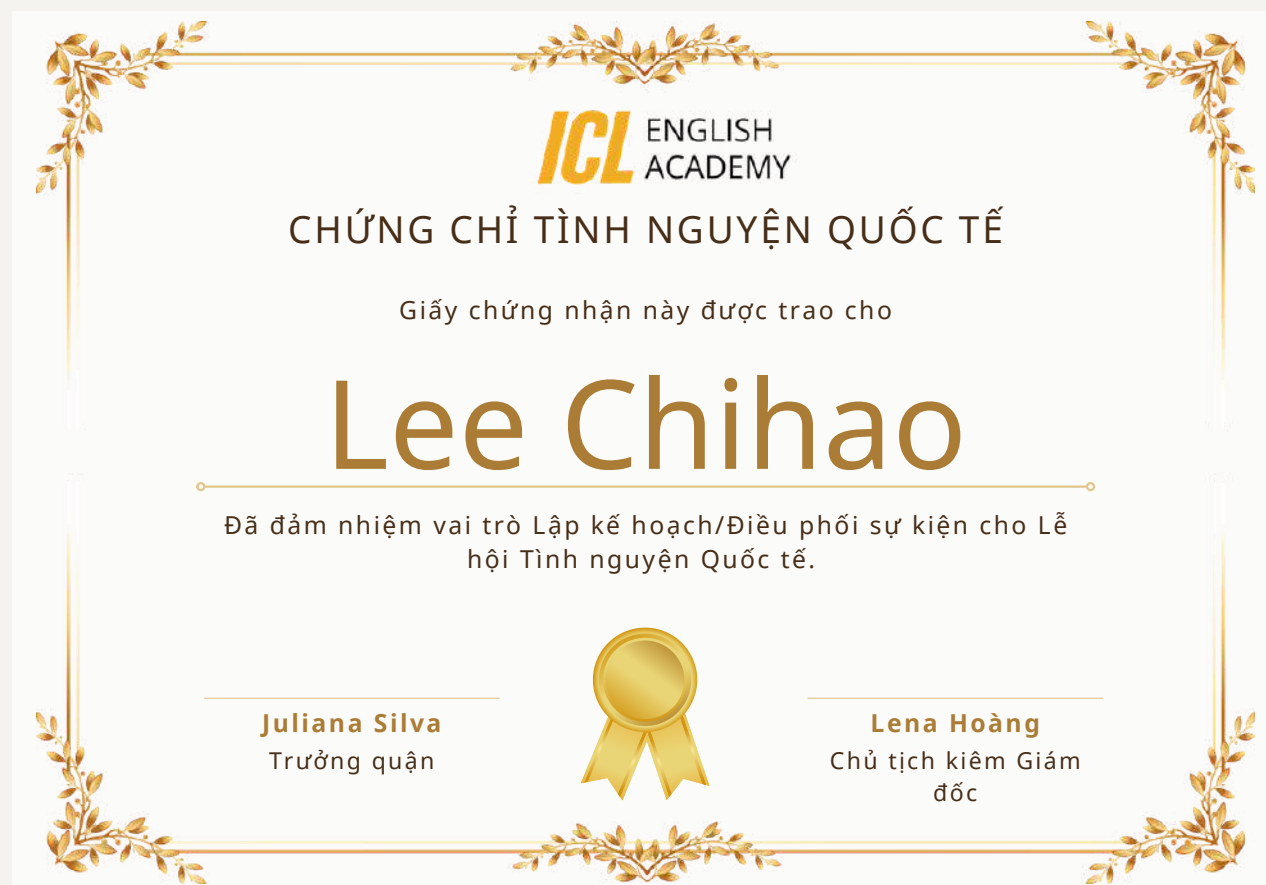 ICL ENGLISH
ACADEMY
CHỨNG CHỈ TÌNH NGUYỆN QUỐC TẾ
Giấy chứng nhận này được trao cho
Lee Chihao
Đã đảm nhiệm vai trò Lập kế hoạch/Điều phối sự kiện cho Lễ
hội Tình nguyện Quốc tế.
Juliana Silva
Trưởng quận
Lena Hoàng
Chủ tịch kiêm Giám
đốc